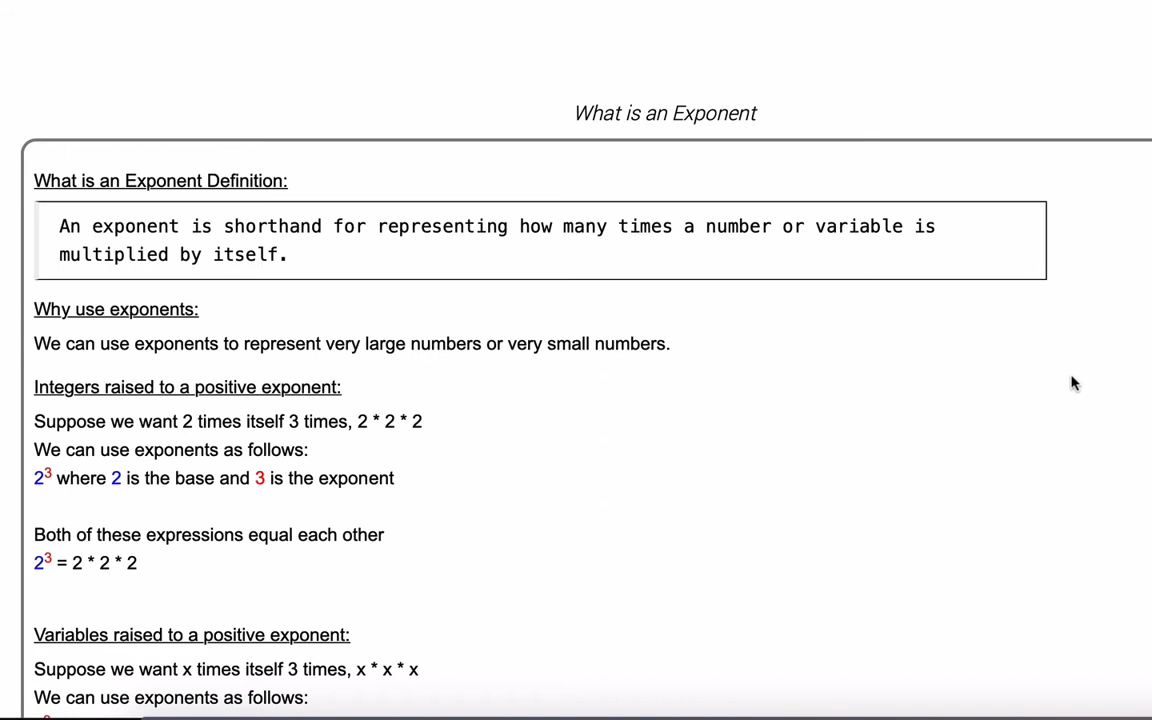 What is an Exponent
What is an Exponent Definition:
An exponent is shorthand for representing how many times a number or variable is
multiplied by itself.
Why use exponents:
We can use exponents to represent very large numbers or very small numbers.
Integers raised to a positive exponent:
Suppose we want 2 times itself 3 times, 2 * 2 * 2
We can use exponents as follows:
2³ where 2 is the base and 3 is the exponent
Both of these expressions equal each other
2³ = 2 * 2 * 2
Variables raised to a positive exponent:
Suppose we want x times itself 3 times, x * x * x
We can use exponents as follows: